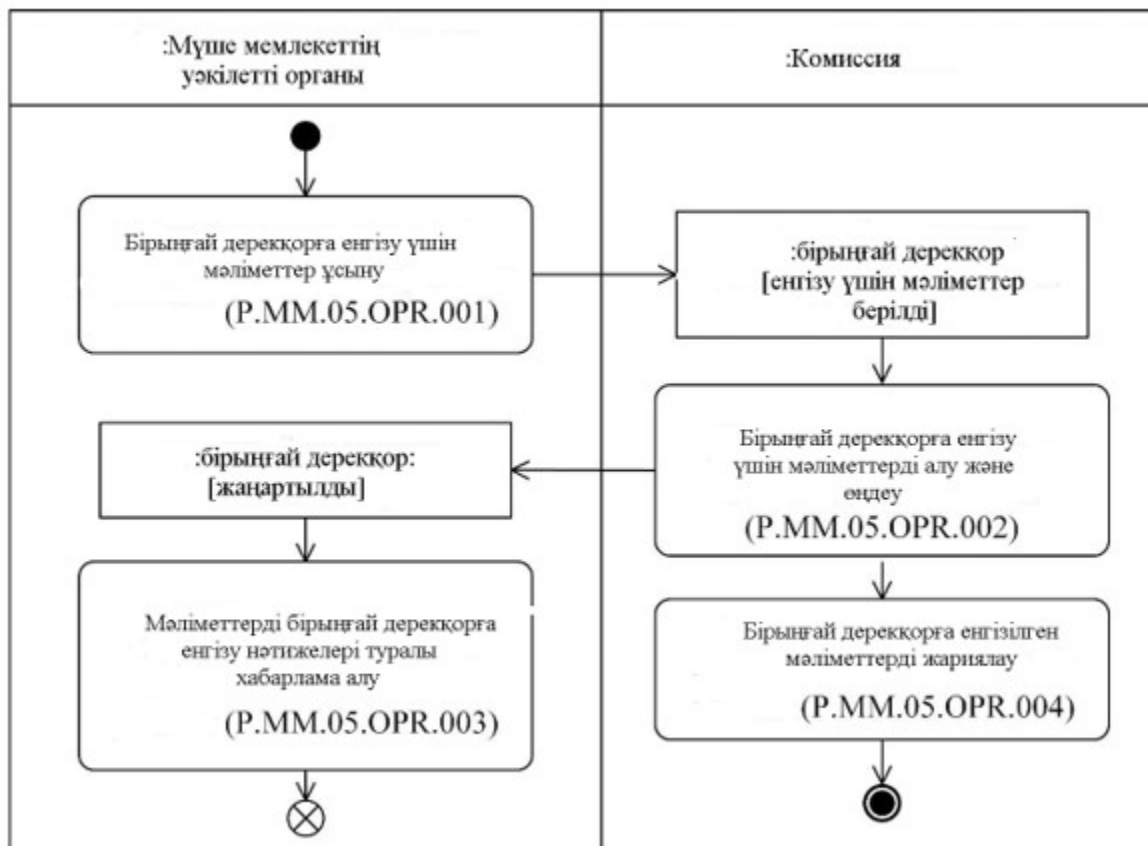 :Мүше мемлекеттің
уәкілетті органы
:Комиссия
Бірыңғай дерекқорға енгізу үшін
мәліметтер ұсыну
(P.MM.05.OPR.001)
:бірыңғай дерекқор
[енгізу үшін мәліметтер
берілді]
:бірыңғай дерекқор:
[жаңартылды]
Бірыңғай дерекқорға енгізу
үшін мәліметтерді алу және
өңдеу
(P.MM.05.OPR.002)
Мәліметтерді бірыңғай дерекқорға
енгізу нәтижелері туралы
хабарлама алу
(P.MM.05.OPR.003)
Бірыңғай дерекқорға енгізілген
мәліметтерді жариялау
(P.MM.05.OPR.004)